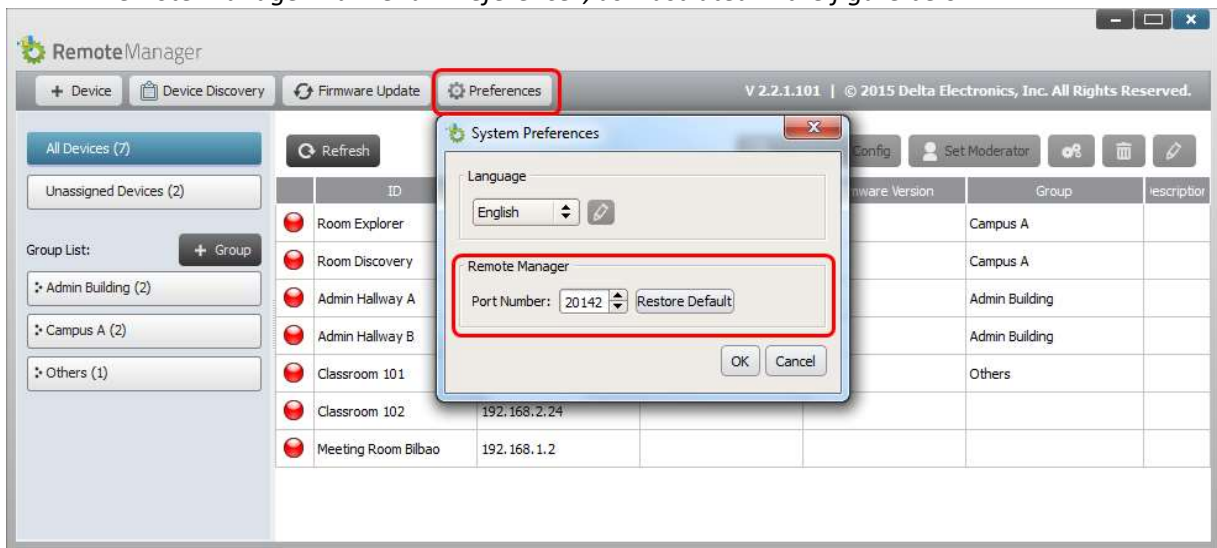 RemoteManager
+ Device Device Discovery Firmware Update Preferences V 2.2.1.101 | © 2015 Delta Electronics, Inc. All Rights Reserved.
System Preferences
All Devices (7)
Refresh
Config Set Moderator
Unassigned Devices (2)
Language
English
ID
Group
Room Explorer Campus A
Group List: + Group
Room Discovery Campus A
Remote Manager
Admin Building (2)
Port Number: 20142 Restore Default
Admin Hallway A Admin Building
Campus A (2)
Admin Hallway B Admin Building
OK Cancel
Others (1)
Classroom 101 Others
Classroom 102 192.168.2.24
Meeting Room Bilbao 192.168.1.2